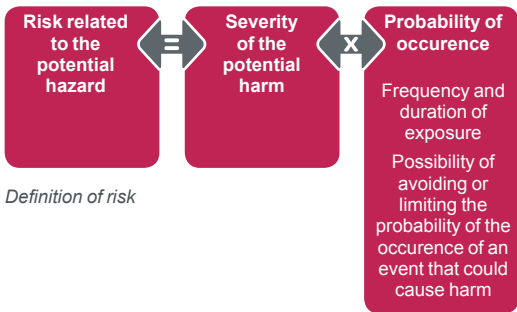 Risk related
to the
potential
hazard
=
Severity
of the
potential
harm
x
Probability of
occurence
Frequency and
duration of
exposure
Possibility of
avoiding or
limiting the
probability of the
occurence of an
event that could
cause harm
Definition of risk